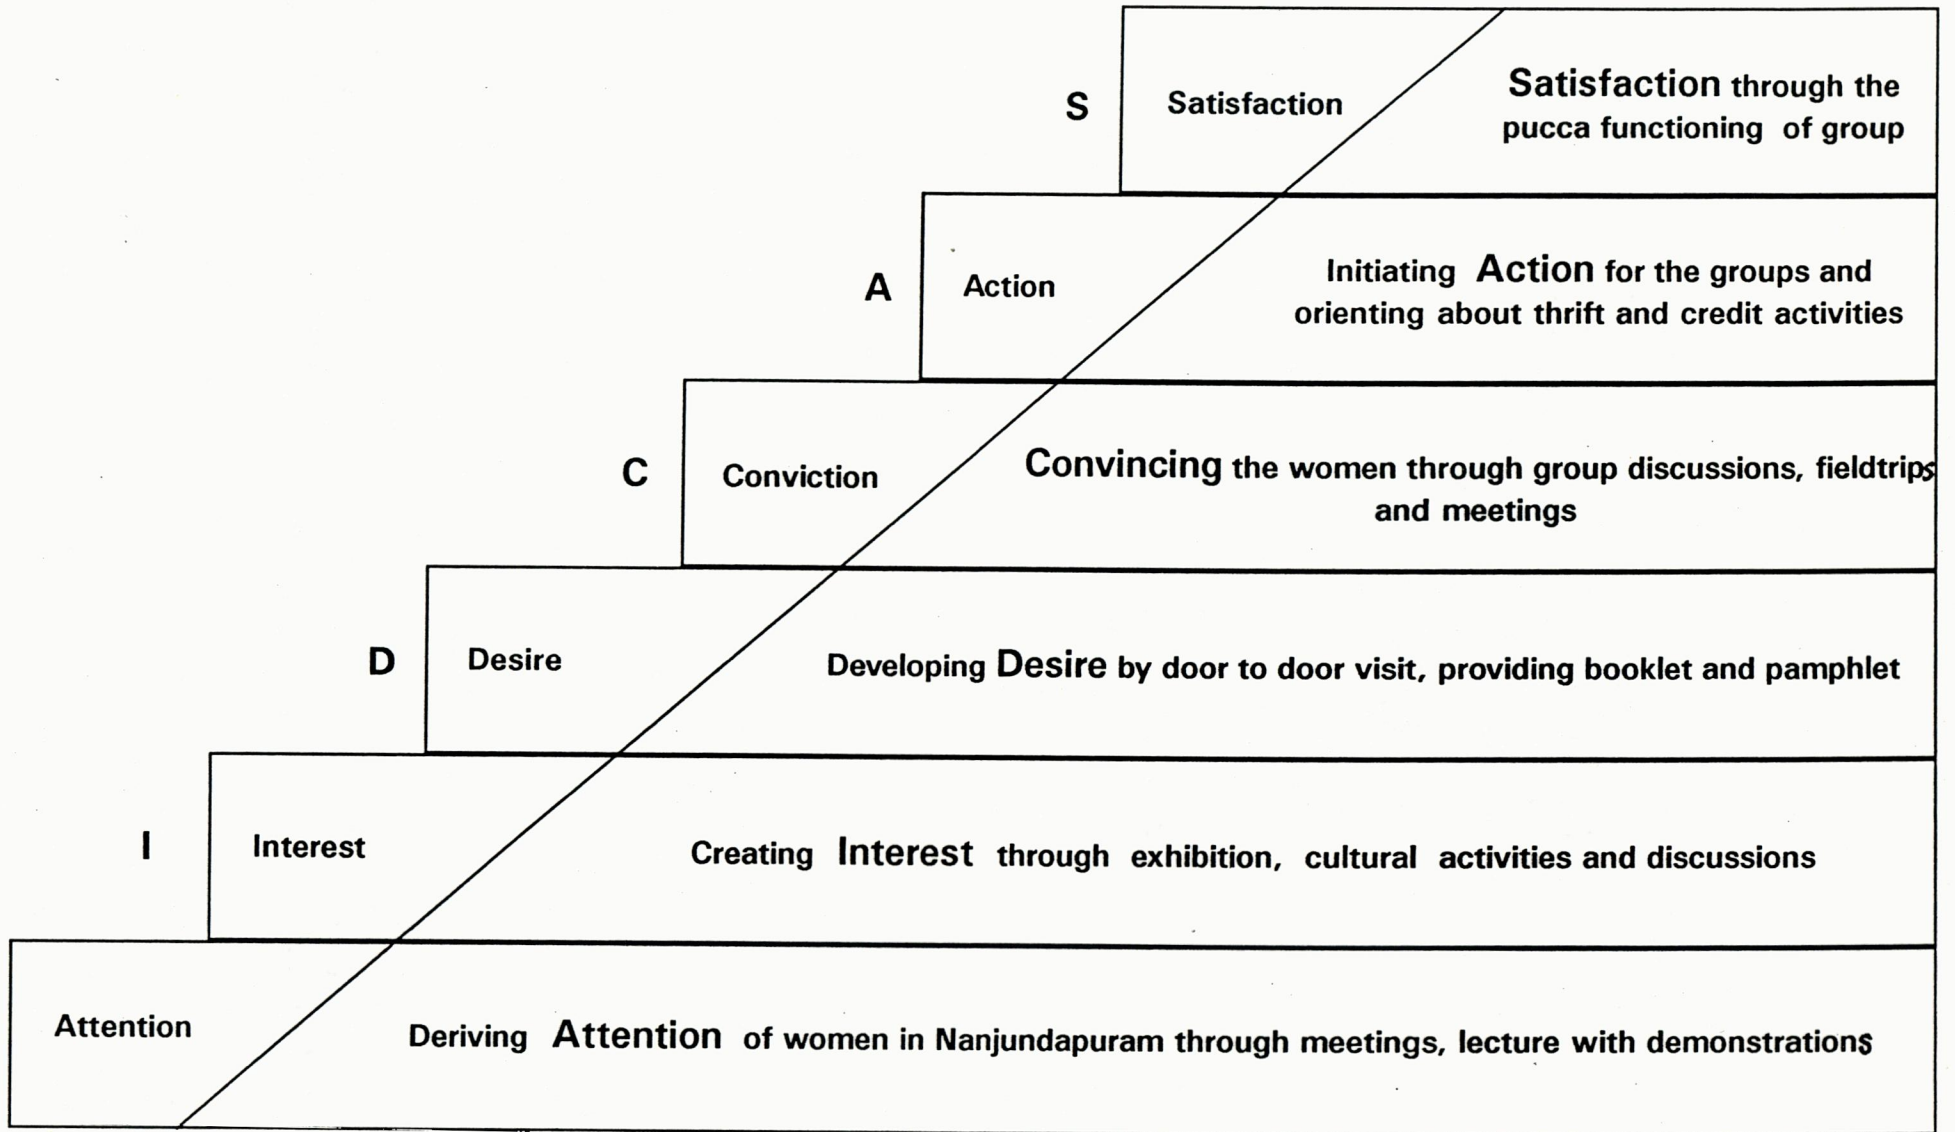 S
Satisfaction
Satisfaction through the
pucca functioning of group
A
Action
Initiating Action for the groups and
orienting about thrift and credit activities
C
Conviction
Convincing the women through group discussions, fieldtrips
and meetings
D
Desire
Developing Desire by door to door visit, providing booklet and pamphlet
I
Interest
Creating Interest through exhibition, cultural activities and discussions
Attention
Deriving Attention of women in Nanjundapuram through meetings, lecture with demonstrations